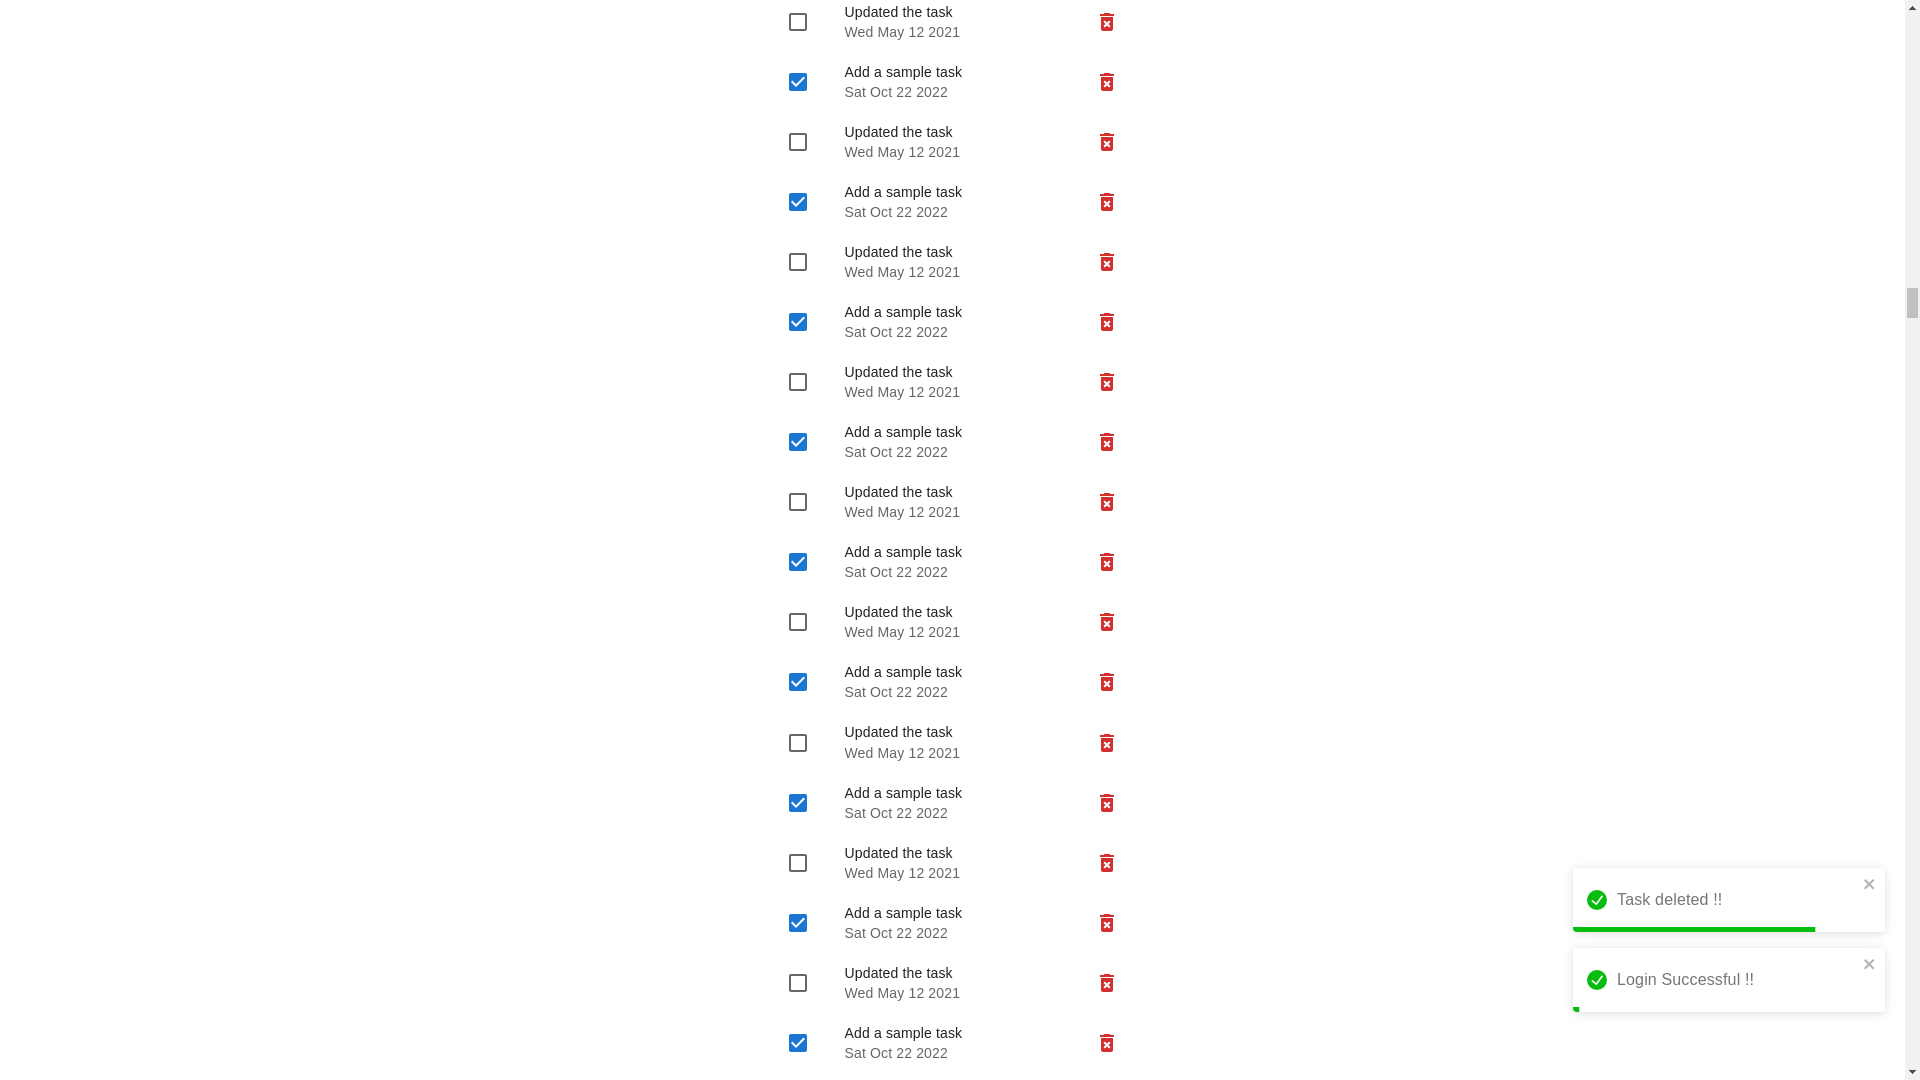 Updated the task
Wed May 12 2021
Add a sample task
Sat Oct 22 2022
Updated the task
Wed May 12 2021
Add a sample task
Sat Oct 22 2022
Updated the task
Wed May 12 2021
Add a sample task
Sat Oct 22 2022
Updated the task
Wed May 12 2021
Add a sample task
Sat Oct 22 2022
Updated the task
Wed May 12 2021
Add a sample task
Sat Oct 22 2022
Updated the task
Wed May 12 2021
Add a sample task
Sat Oct 22 2022
Updated the task
Wed May 12 2021
Add a sample task
Sat Oct 22 2022
Updated the task
Wed May 12 2021
Add a sample task
Sat Oct 22 2022
Updated the task
Wed May 12 2021
Add a sample task
Sat Oct 22 2022
Task deleted !!
Login Successful !!